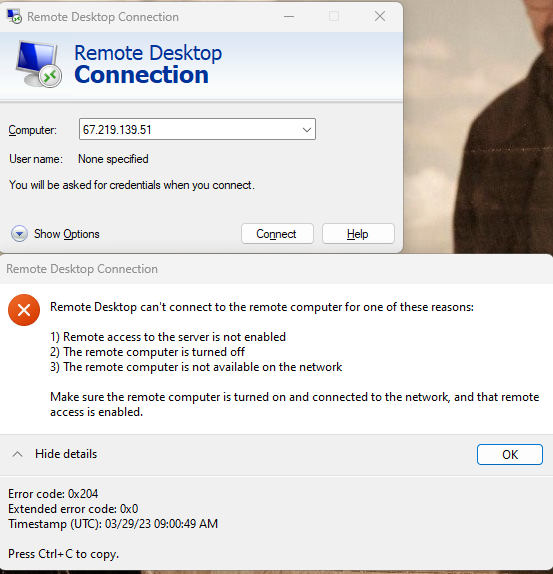 Remote Desktop Connection
Remote Desktop
Connection
Computer:
67.219.139.51
User name:
None specified
You will be asked for credentials when you connect.
Show Options
Connect
Help
Remote Desktop Connection
Remote Desktop can't connect to the remote computer for one of these reasons:
1) Remote access to the server is not enabled
2) The remote computer is turned off
3) The remote computer is not available on the network
Make sure the remote computer is turned on and connected to the network, and that remote
access is enabled.
Hide details
OK
Error code: 0x204
Extended error code: 0x0
Timestamp (UTC): 03/29/23 09:00:49 AM
Press Ctrl+C to copy.